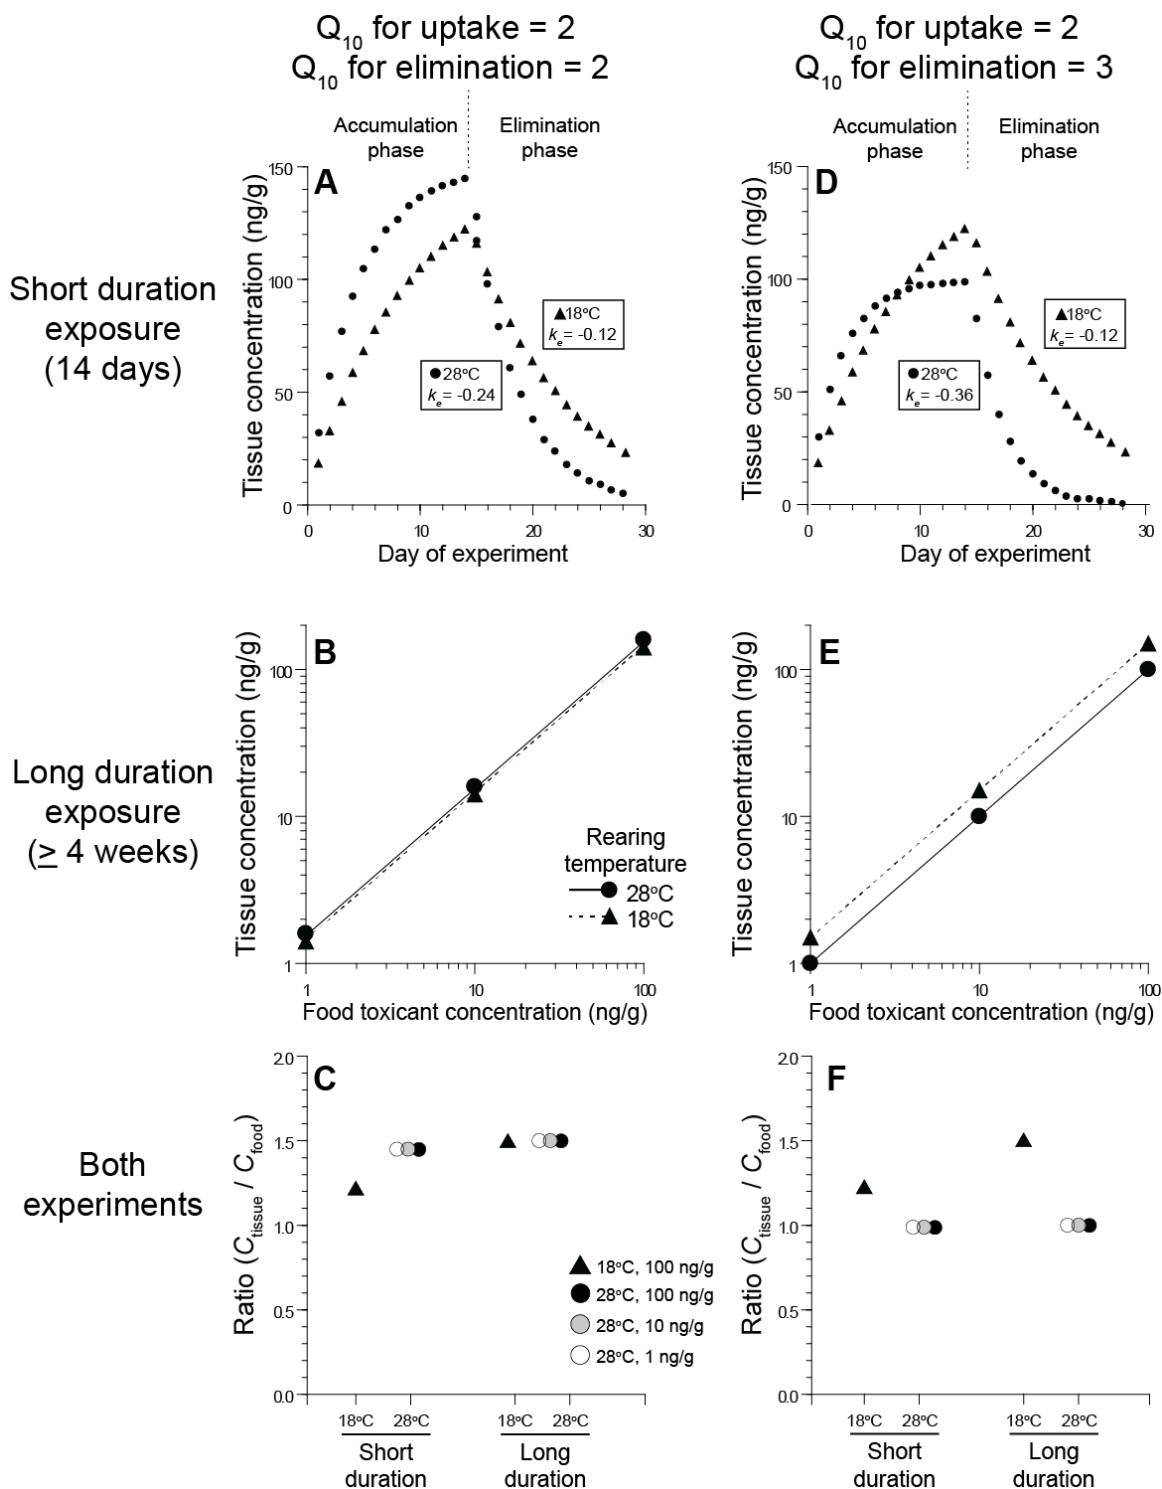 Q10 for uptake = 2
Q10 for elimination = 2
Q10 for uptake = 2
Q10 for elimination = 3
Short duration
exposure
(14 days)
Accumulation
phase
Elimination
phase
A
Tissue concentration (ng/g)
150
100
50
0
▲18°C
ke= -0.12
●28°C
ke= -0.24
0
10
20
30
Day of experiment
Accumulation
phase
Elimination
phase
D
Tissue concentration (ng/g)
150
100
50
0
▲18°C
ke= -0.12
●28°C
ke= -0.36
0
10
20
30
Day of experiment
Long duration
exposure
(≥ 4 weeks)
B
Tissue concentration (ng/g)
100
10
1
Rearing
temperature
28°C
18°C
1
10
100
Food toxicant concentration (ng/g)
E
Tissue concentration (ng/g)
100
10
1
1
10
100
Food toxicant concentration (ng/g)
Both
experiments
C
Ratio (Ctissue / Cfood)
2.0
1.5
1.0
0.5
0.0
18°C, 100 ng/g
28°C, 100 ng/g
28°C, 10 ng/g
28°C, 1 ng/g
18°C
28°C
18°C
28°C
Short
duration
Long
duration
F
Ratio (Ctissue / Cfood)
2.0
1.5
1.0
0.5
0.0
18°C
28°C
18°C
28°C
Short
duration
Long
duration